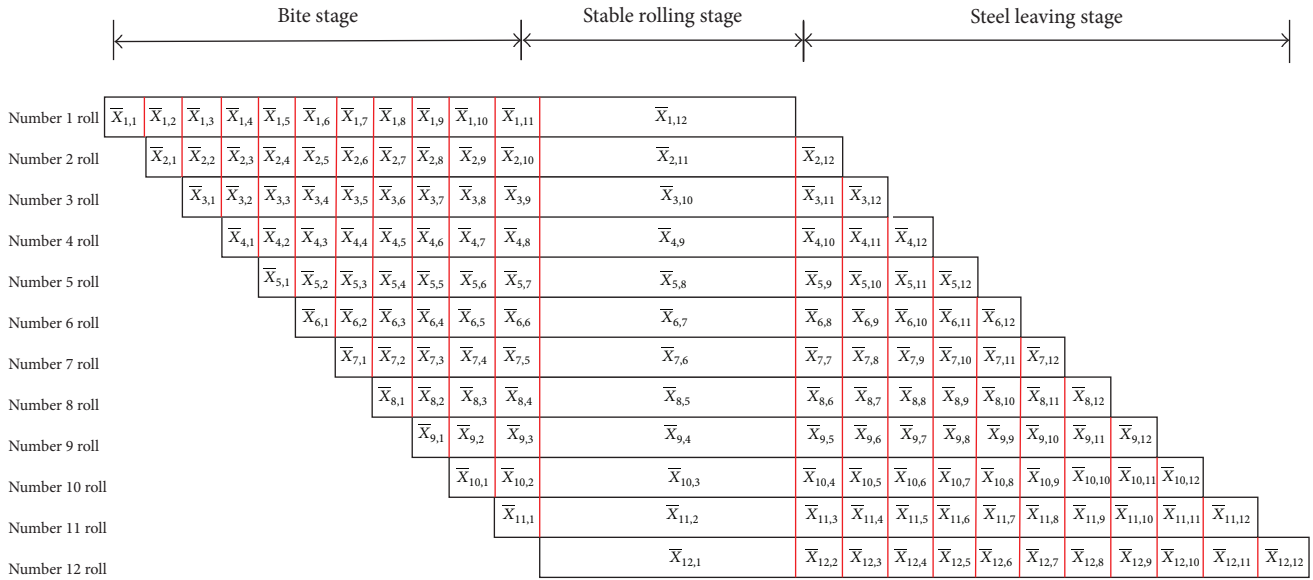 Bite stage Stable rolling stage Steel leaving stage
Number 1 roll X̅1,1 X̅1,2 X̅1,3 X̅1,4 X̅1,5 X̅1,6 X̅1,7 X̅1,8 X̅1,9 X̅1,10 X̅1,11 X̅1,12
Number 2 roll X̅2,1 X̅2,2 X̅2,3 X̅2,4 X̅2,5 X̅2,6 X̅2,7 X̅2,8 X̅2,9 X̅2,10 X̅2,11 X̅2,12
Number 3 roll X̅3,1 X̅3,2 X̅3,3 X̅3,4 X̅3,5 X̅3,6 X̅3,7 X̅3,8 X̅3,9 X̅3,10 X̅3,11 X̅3,12
Number 4 roll X̅4,1 X̅4,2 X̅4,3 X̅4,4 X̅4,5 X̅4,6 X̅4,7 X̅4,8 X̅4,9 X̅4,10 X̅4,11 X̅4,12
Number 5 roll X̅5,1 X̅5,2 X̅5,3 X̅5,4 X̅5,5 X̅5,6 X̅5,7 X̅5,8 X̅5,9 X̅5,10 X̅5,11 X̅5,12
Number 6 roll X̅6,1 X̅6,2 X̅6,3 X̅6,4 X̅6,5 X̅6,6 X̅6,7 X̅6,8 X̅6,9 X̅6,10 X̅6,11 X̅6,12
Number 7 roll X̅7,1 X̅7,2 X̅7,3 X̅7,4 X̅7,5 X̅7,6 X̅7,7 X̅7,8 X̅7,9 X̅7,10 X̅7,11 X̅7,12
Number 8 roll X̅8,1 X̅8,2 X̅8,3 X̅8,4 X̅8,5 X̅8,6 X̅8,7 X̅8,8 X̅8,9 X̅8,10 X̅8,11 X̅8,12
Number 9 roll X̅9,1 X̅9,2 X̅9,3 X̅9,4 X̅9,5 X̅9,6 X̅9,7 X̅9,8 X̅9,9 X̅9,10 X̅9,11 X̅9,12
Number 10 roll X̅10,1 X̅10,2 X̅10,3 X̅10,4 X̅10,5 X̅10,6 X̅10,7 X̅10,8 X̅10,9 X̅10,10 X̅10,11 X̅10,12
Number 11 roll X̅11,1 X̅11,2 X̅11,3 X̅11,4 X̅11,5 X̅11,6 X̅11,7 X̅11,8 X̅11,9 X̅11,10 X̅11,11 X̅11,12
Number 12 roll X̅12,1 X̅12,2 X̅12,3 X̅12,4 X̅12,5 X̅12,6 X̅12,7 X̅12,8 X̅12,9 X̅12,10 X̅12,11 X̅12,12